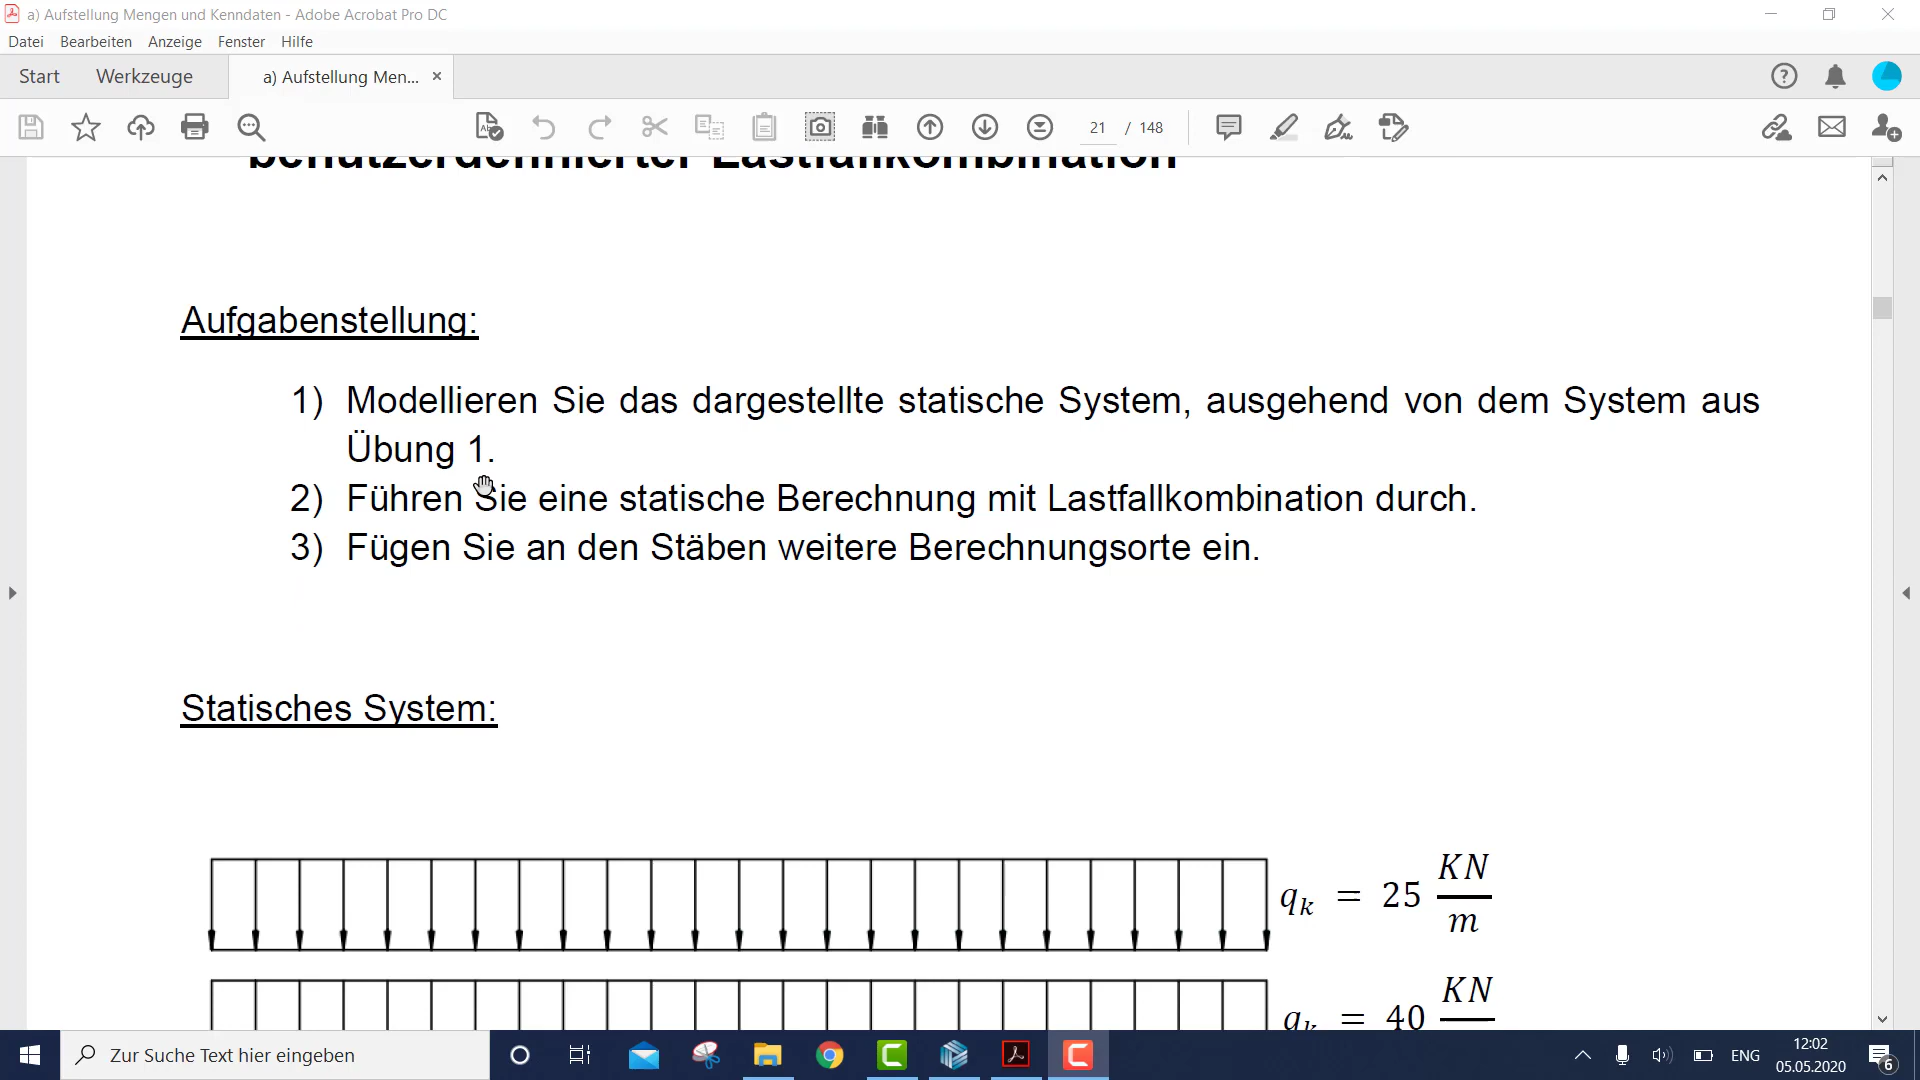 a) Aufstellung Mengen und Kenndaten - Adobe Acrobat Pro DC
Datei Bearbeiten Anzeige Fenster Hilfe
Start Werkzeuge a) Aufstellung Men... ×
21 / 148
benutzerdefinierter Lastfallkombination
Aufgabenstellung:
1) Modellieren Sie das dargestellte statische System, ausgehend von dem System aus
Übung 1.
2) Führen Sie eine statische Berechnung mit Lastfallkombination durch.
3) Fügen Sie an den Stäben weitere Berechnungsorte ein.
Statisches System:
qk = 25 KN/m
= 40 KN
Zur Suche Text hier eingeben
ENG
12:02
05.05.2020
6